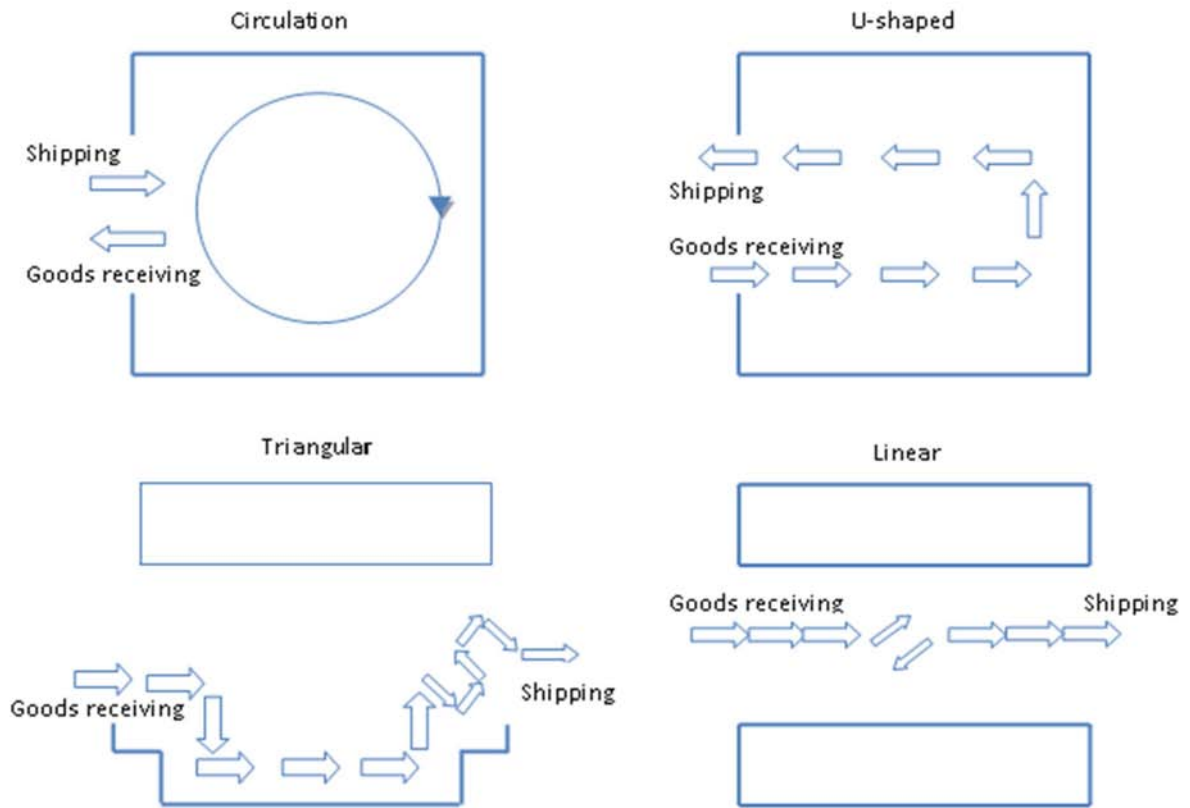 Circulation
Shipping
Goods receiving
U-shaped
Shipping
Goods receiving
Triangular
Goods receiving
Shipping
Linear
Goods receiving
Shipping